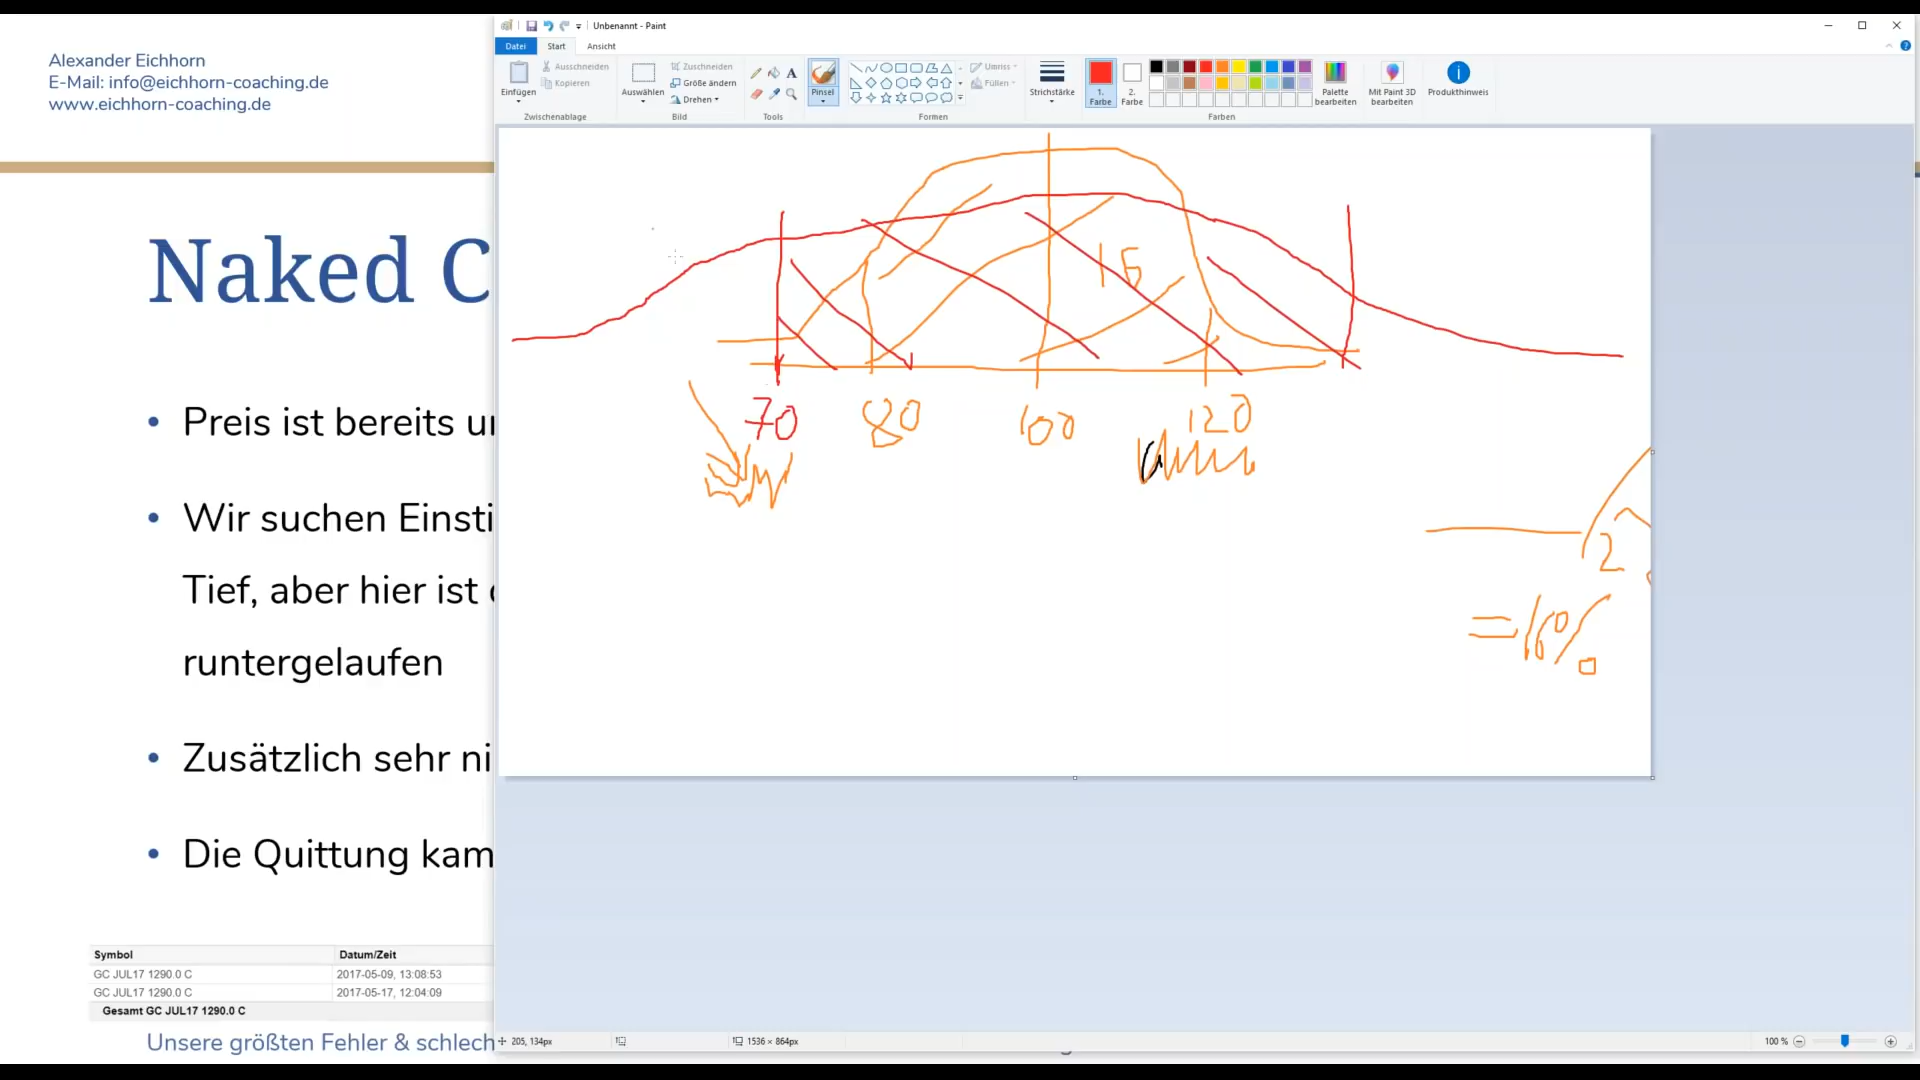 Alexander Eichhorn
E-Mail: info@eichhorn-coaching.de
www.eichhorn-coaching.de
Naked C
• Preis ist bereits
• Wir suchen
Tief, aber hier ist
runtergelaufen
• Zusätzlich sehr
• Die Quittung kam
Symbol Datum/Zeit
GC JUL17 1290.0 C 2017-05-09, 13:08:53
GC JUL17 1290.0 C 2017-05-17, 12:04:09
Gesamt GC JUL17 1290.0 C
Unsere größten Fehler &
Unbenannt - Paint
Datei Start Ansicht
Einfügen
Ausschneiden
Kopieren
Zwischenablage
Auswählen
Zuschneiden
Größe ändern
Drehen
Bild
A
Tools
Pinsel
Umriss
Füllen
Formen
Strichstärke
1. Farbe
2. Farbe
Palette bearbeiten
Farben
Mit Paint 3D bearbeiten
Produkthinweis
15
70 80 100 120
2
=16%
205, 134px
1536 × 864px
100 %